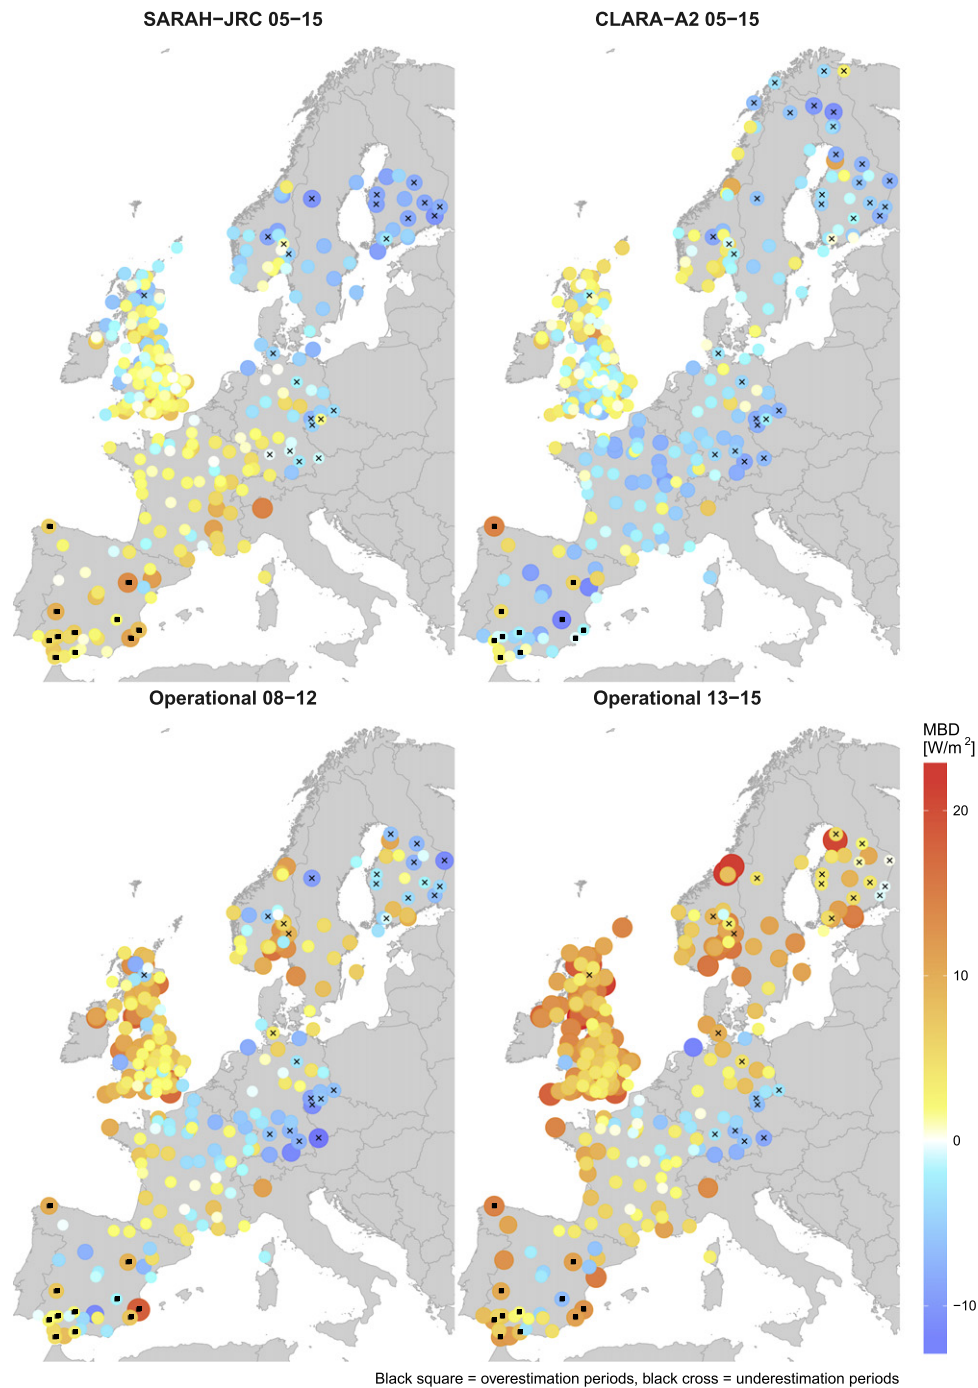 SARAH−JRC 05−15
CLARA−A2 05−15
Operational 08−12
Operational 13−15
MBD
[W/m²]
20
10
0
−10
Black square = overestimation periods, black cross = underestimation periods